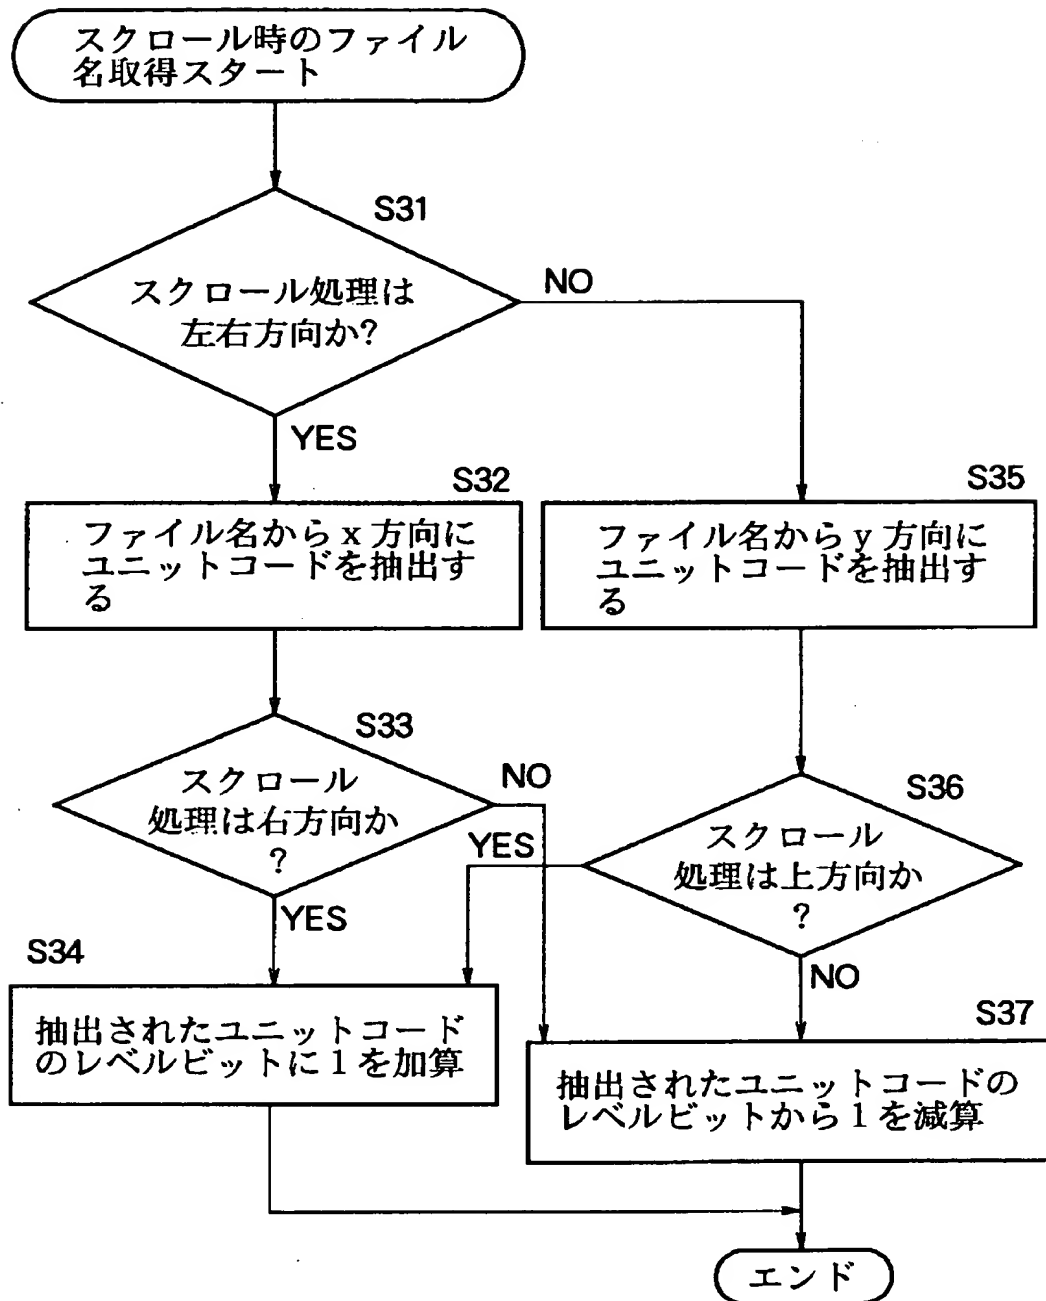 スクロール時のファイル
名取得スタート
S31
スクロール処理は
左右方向か?
NO
YES
S32
ファイル名からx方向に
ユニットコードを抽出す
る
S35
ファイル名からy方向に
ユニットコードを抽出す
る
S33
スクロール
処理は右方向か
?
NO
YES
S36
スクロール
処理は上方向か
?
YES
NO
S34
抽出されたユニットコード
のレベルビットに1を加算
S37
抽出されたユニットコードの
レベルビットから1を減算
エンド